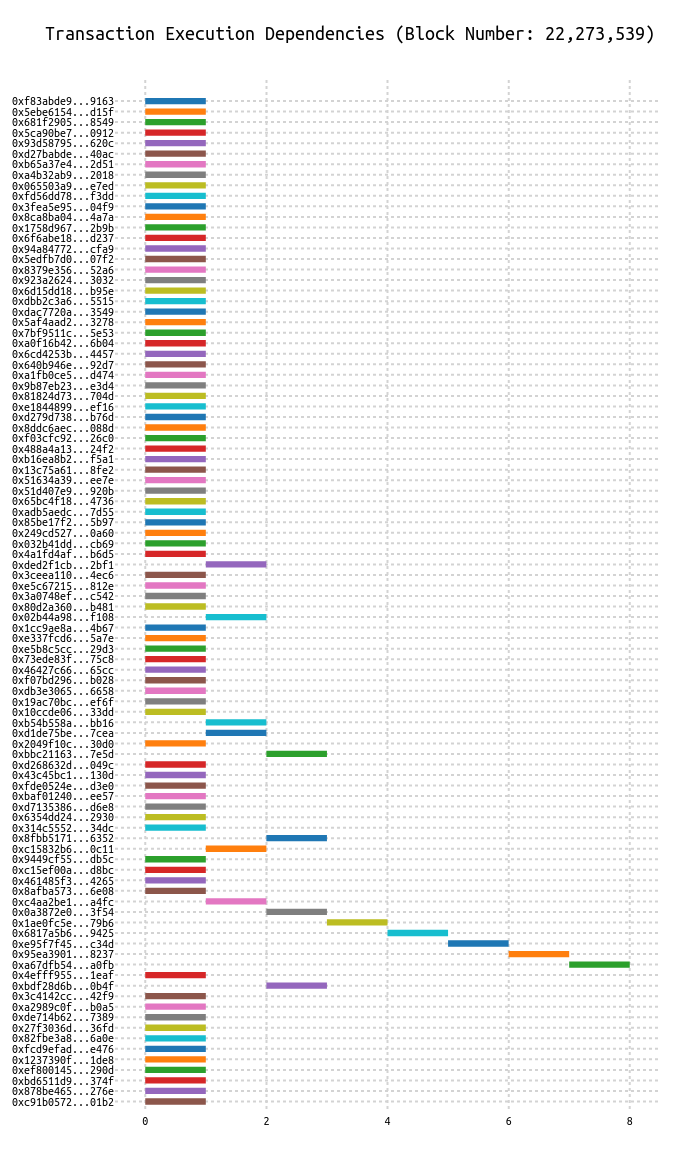 Transaction Execution Dependencies (Block Number: 22,273,539)
0xf83abde9...9163
0x5ebe6154...d15f
0x681f2905...8549
0x5ca90be7...0912
0x93d58795...620c
0xd27babde...40ac
0xb65a37e4...2d51
0xa4b32ab9...2018
0x065503a9...e7ed
0xfd56dd78...f3dd
0x3fea5e95...04f9
0x8ca8ba04...4a7a
0x1758d967...2b9b
0x6f6abe18...d237
0x94a84772...cfa9
0x5edfb7d0...07f2
0x8379e356...52a6
0x923a2624...3032
0x6d15dd18...b95e
0xdbb2c3a6...5515
0xdac7720a...3549
0x5af4aad2...3278
0x7bf9511c...5e53
0xa0f16b42...6b04
0x6cd4253b...4457
0x640b946e...92d7
0xa1fb0ce5...d474
0x9b87eb23...e3d4
0x81824d73...704d
0xe1844899...ef16
0xd279d738...b76d
0x8ddc6aec...088d
0xf03cfc92...26c0
0x488a4a13...24f2
0xb16ea8b2...f5a1
0x13c75a61...8fe2
0x51634a39...ee7e
0x51d407e9...920b
0x65bc4f18...4736
0xadb5aedc...7d55
0x85be17f2...5b97
0x249cd527...0a60
0x032b41dd...cb69
0x4a1fd4af...b6d5
0xded2f1cb...2bf1
0x3ceea110...4ec6
0xe5c67215...812e
0x3a0748ef...c542
0x80d2a360...b481
0x02b44a98...f108
0x1cc9ae8a...4b67
0xe337fcd6...5a7e
0xe5b8c5cc...29d3
0x73ede83f...75c8
0x46427c66...65cc
0xf07bd296...b028
0xdb3e3065...6658
0x19ac70bc...ef6f
0x10ccde06...33dd
0xb54b558a...bb16
0xd1de75be...7cea
0x2049f10c...30d0
0xbbc21163...7e5d
0xd268632d...049c
0x43c45bc1...130d
0xfde0524e...d3e0
0xbaf01240...ee57
0xd7135386...d6e8
0x6354dd24...2930
0x314c5552...34dc
0x8fbb5171...6352
0xc15832b6...0c11
0x9449cf55...db5c
0xc15ef00a...d8bc
0x461485f3...4265
0x8afba573...6e08
0xc4aa2be1...a4fc
0x0a3872e0...3f54
0x1ae0fc5e...79b6
0x6817a5b6...9425
0xe95f7f45...c34d
0x95ea3901...8237
0xa67dfb54...a0fb
0x4efff955...1eaf
0xbdf28d6b...0b4f
0x3c4142cc...42f9
0xa2989c0f...b0a5
0xde714b62...7389
0x27f3036d...36fd
0x82fbe3a8...6a0e
0xfcd9efad...e476
0x1237390f...1de8
0xef800145...290d
0xbd6511d9...374f
0x878be465...276e
0xc91b0572...01b2
0 2 4 6 8